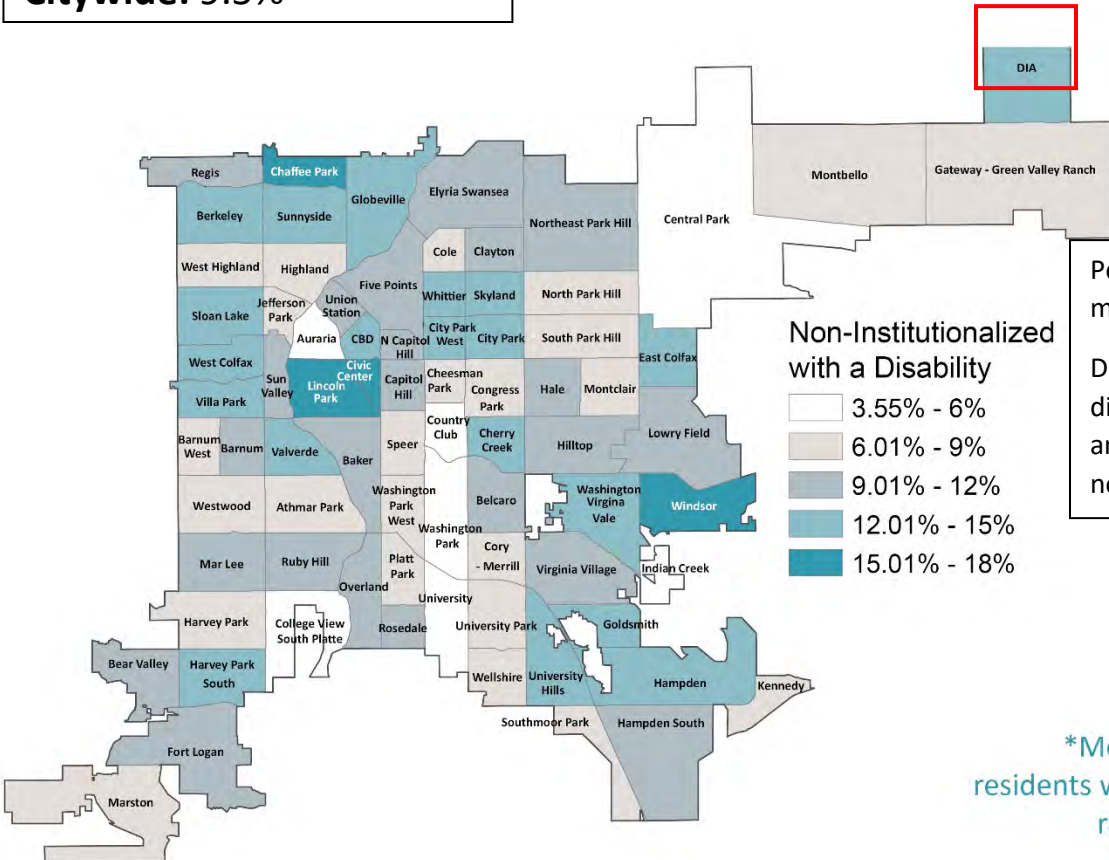 Citywide: 9.5%
DIA
Montbello
Gateway - Green Valley Ranch
Regis
Chaffee Park
Globeville
Elyria Swansea
Berkeley
Sunnyside
Northeast Park Hill
Central Park
West Highland
Highland
Cole
Clayton
Five Points
Sloan Lake
Jefferson
Park
Union
Station
Whittier
Skyland
North Park Hill
Auraria
CBD
N Capitol
Hill
City Park
West
City Park
South Park Hill
East Colfax
West Colfax
Sun
Valley
Civic
Center
Lincoln
Park
Capitol
Hill
Cheesman
Park
Congress
Park
Hale
Montclair
Villa Park
Country
Club
Barnum
West
Barnum
Valverde
Baker
Speer
Cherry
Creek
Hilltop
Lowry Field
Westwood
Athmar Park
Washington
Park
West
Washington
Park
Belcaro
Washington
Virgina
Vale
Windsor
Mar Lee
Ruby Hill
Overland
Platt
Park
Cory
- Merrill
Virginia Village
Indian Creek
University
Harvey Park
College View
South Platte
Rosedale
University Park
Goldsmith
Bear Valley
Harvey Park
South
Wellshire
University
Hills
Hampden
Kennedy
Southmoor Park
Hampden South
Fort Logan
Marston
Non-Institutionalized
with a Disability
3.55% - 6%
6.01% - 9%
9.01% - 12%
12.01% - 15%
15.01% - 18%
residents